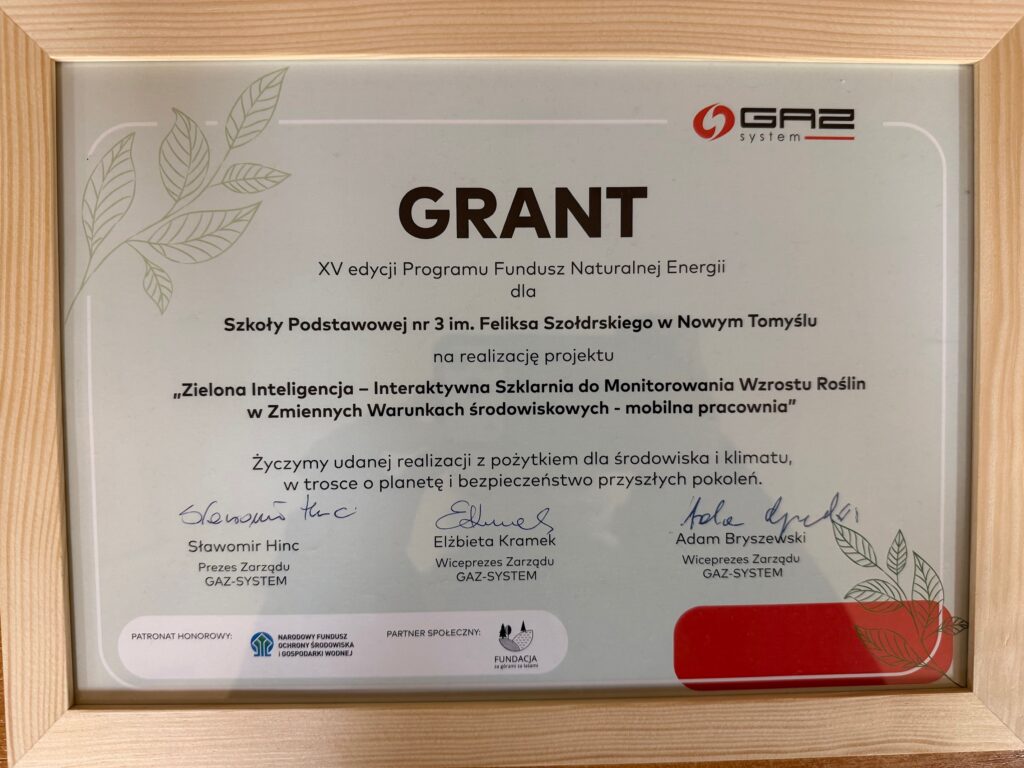 GAZ
system
GRANT
XV edycji Programu Fundusz Naturalnej Energii
dla
Szkoły Podstawowej nr 3 im. Feliksa Szołdrskiego w Nowym Tomyślu
na realizację projektu
„Zielona Inteligencja – Interaktywna Szklarnia do Monitorowania Wzrostu Roślin
w Zmiennych Warunkach środowiskowych - mobilna pracownia”
Życzymy udanej realizacji z pożytkiem dla środowiska i klimatu,
w trosce o planetę i bezpieczeństwo przyszłych pokoleń.
Sławomir Hinc
Prezes Zarządu
GAZ-SYSTEM
Elżbieta Kramek
Wiceprezes Zarządu
GAZ-SYSTEM
Adam Bryszewski
Wiceprezes Zarządu
GAZ-SYSTEM
PATRONAT HONOROWY:
NARODOWY FUNDUSZ
OCHRONY ŚRODOWISKA
I GOSPODARKI WODNEJ
PARTNER SPOŁECZNY:
FUNDACJA
za górami za lasami